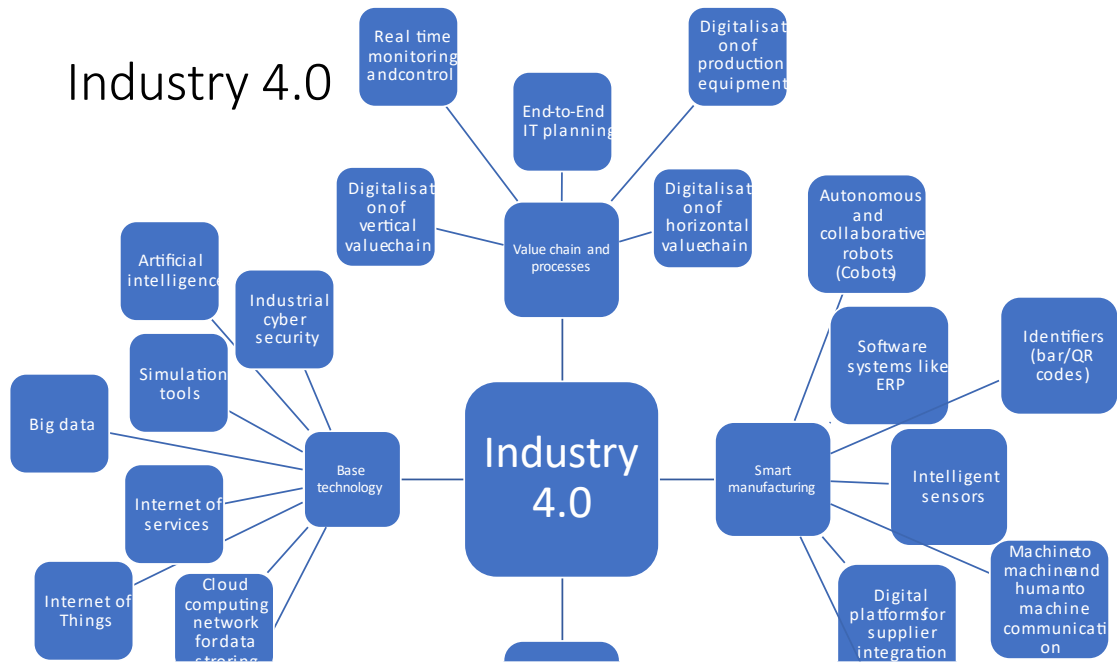 Industry 4.0
Real time
monitoring
andcontrol
End-to-End
IT planning
Digitalisat
onof
production
equipment
Digitalisat
onof
vertical
valuechain
Value chain and
processes
Digitalisat
onof
horizontal
valuechain
Autonomous
and
collaborative
robots
(Cobots)
Artificial
intelligence
Industrial
cyber
security
Simulation
tools
Big data
Internet of
services
Internet of
Things
Cloud
computing
network
fordata
stroring
Base
technology
Industry
4.0
Smart
manufacturing
Software
systems like
ERP
Identifiers
(bar/QR
codes)
Intelligent
sensors
Machineto
machineand
humanto
machine
communicati
on
Digital
platformsfor
supplier
integration